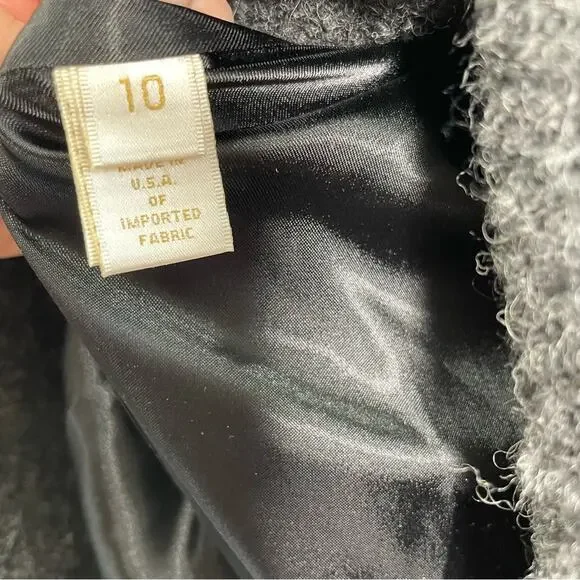 10
MADE IN
U.S.A.
OF
IMPORTED
FABRIC